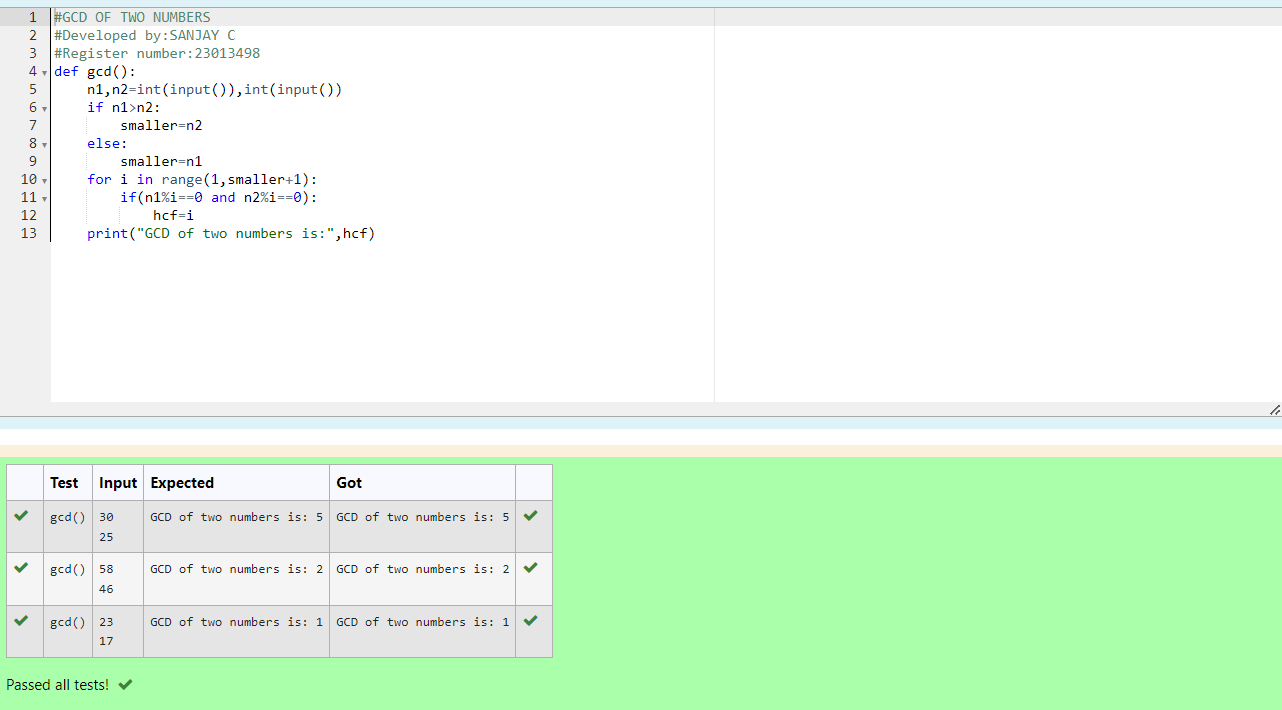 1 #GCD OF TWO NUMBERS
2 #Developed by:SANJAY C
3 #Register number:23013498
4 def gcd():
5     n1,n2=int(input()),int(input())
6     if n1>n2:
7         smaller=n2
8     else:
9         smaller=n1
10     for i in range(1,smaller+1):
11         if(n1%i==0 and n2%i==0):
12             hcf=i
13     print("GCD of two numbers is:",hcf)
Test Input Expected Got
gcd() 30 GCD of two numbers is: 5 GCD of two numbers is: 5
25
gcd() 58 GCD of two numbers is: 2 GCD of two numbers is: 2
46
gcd() 23 GCD of two numbers is: 1 GCD of two numbers is: 1
17
Passed all tests!